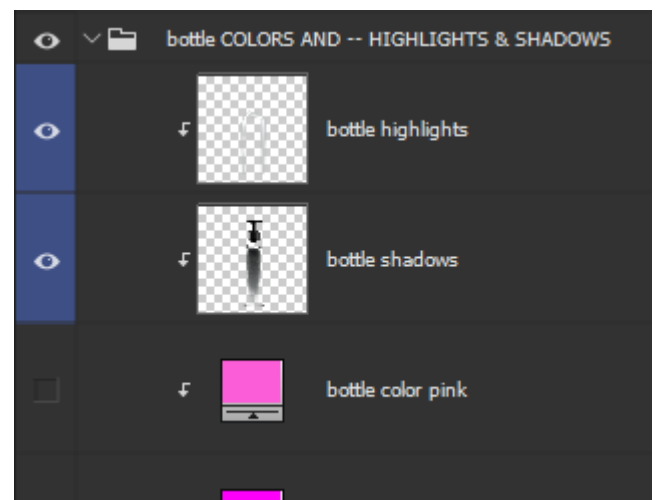 bottle COLORS AND -- HIGHLIGHTS & SHADOWS
bottle highlights
bottle shadows
bottle color pink